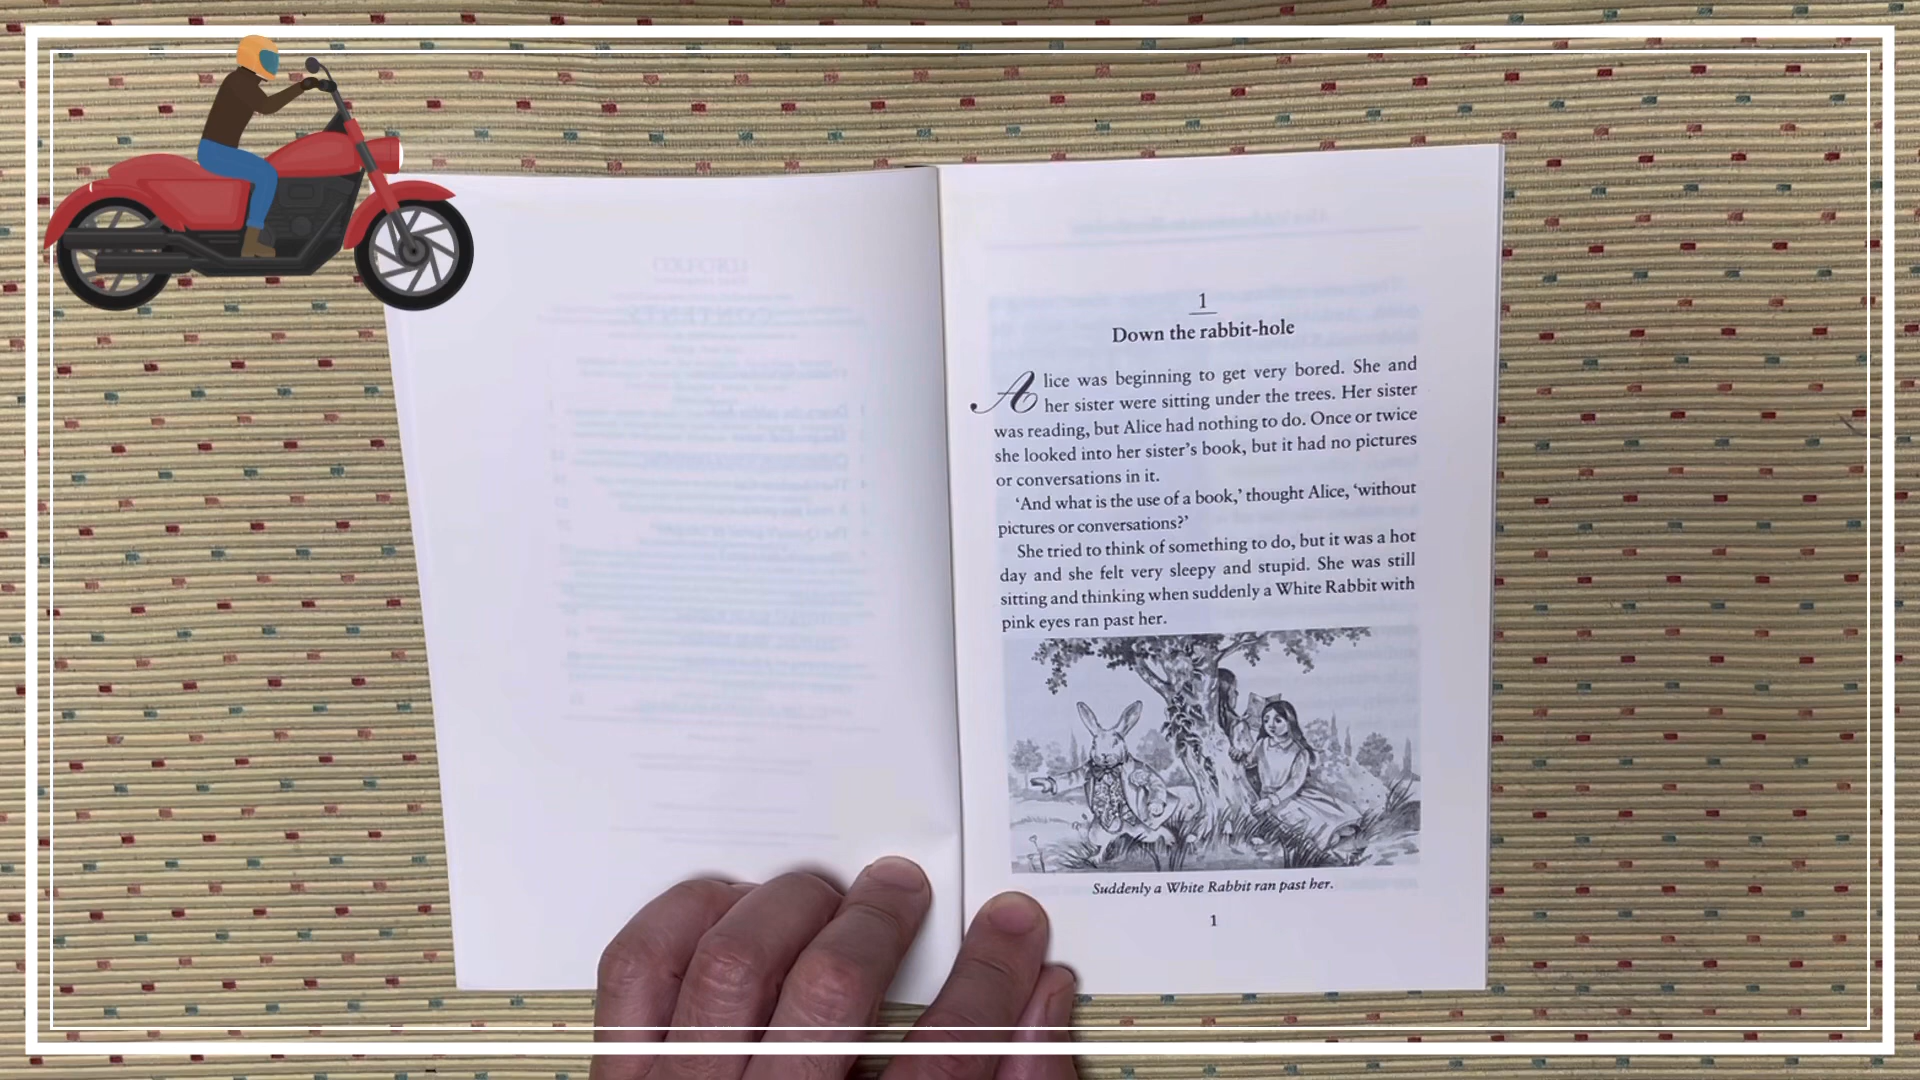 1
Down the rabbit-hole
Alice was beginning to get very bored. She and
her sister were sitting under the trees. Her sister
was reading, but Alice had nothing to do. Once or twice
she looked into her sister's book, but it had no pictures
or conversations in it.
‘And what is the use of a book,’ thought Alice, ‘without
pictures or conversations?’
She tried to think of something to do, but it was a hot
day and she felt very sleepy and stupid. She was still
sitting and thinking when suddenly a White Rabbit with
pink eyes ran past her.
Suddenly a White Rabbit ran past her.
1